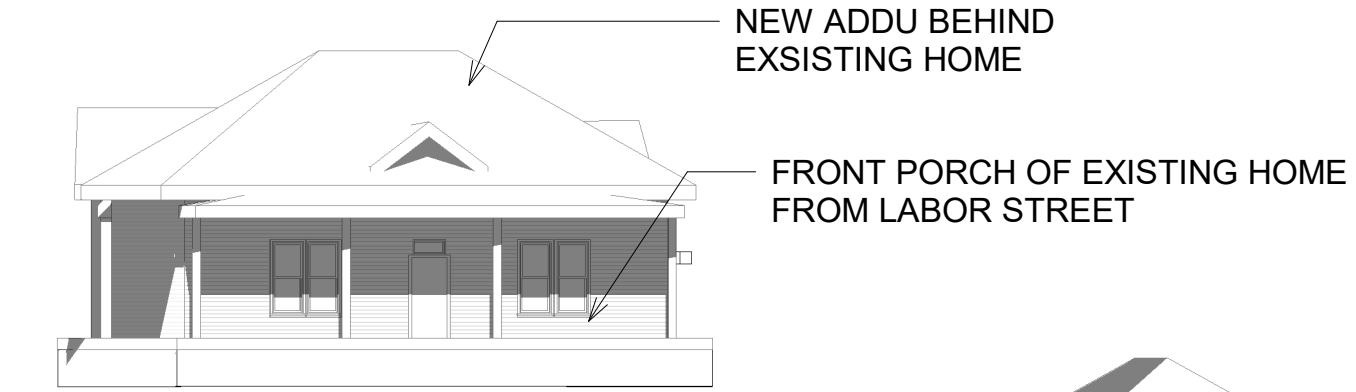 NEW ADDU BEHIND
EXSISTING HOME
FRONT PORCH OF EXISTING HOME
FROM LABOR STREET